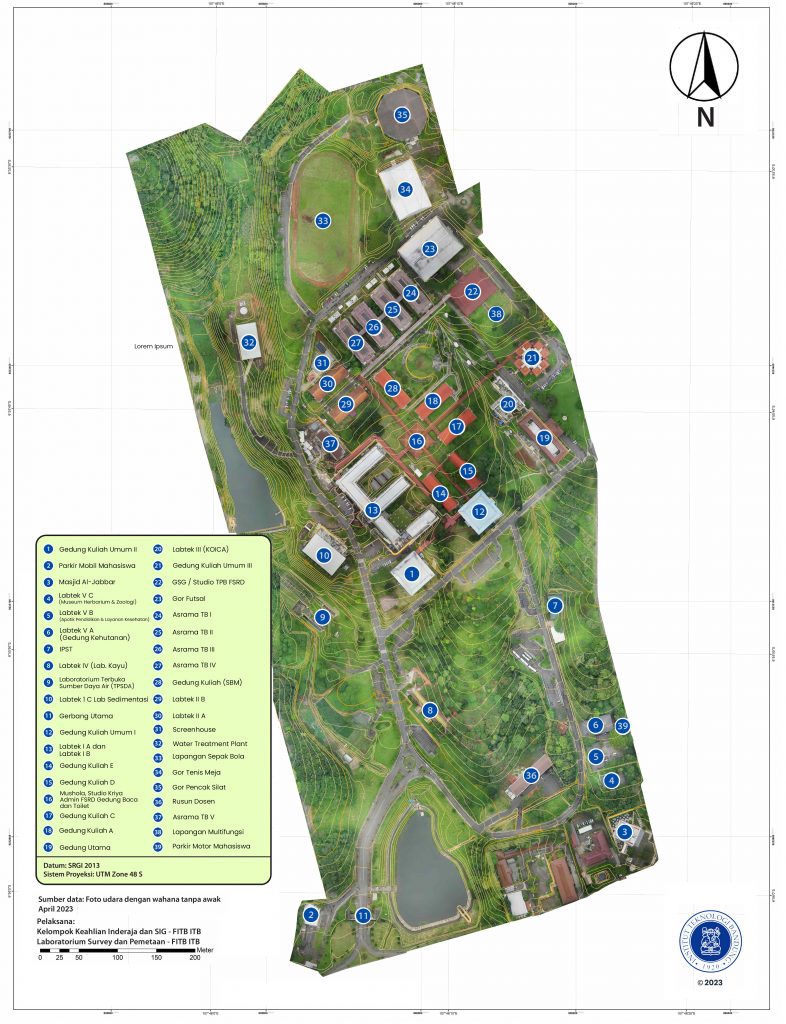 N
35
34
33
23
24
22
25
38
26
27
32
Lorem Ipsum
31
21
30
28
29
18
20
17
16
19
37
15
14
13
12
10
1
9
7
8
6
39
5
36
4
3
2
11
1 Gedung Kuliah Umum II
2 Parkir Mobil Mahasiswa
3 Masjid Al-Jabbar
4 Labtek V C
(Museum Herbarium & Zoologi)
5 Labtek V B
(Apotik Pendidikan & Layanan Kesehatan)
6 Labtek V A
(Gedung Kehutanan)
7 IPST
8 Labtek IV (Lab. Kayu)
9 Laboratorium Terbuka
Sumber Daya Air (TPSDA)
10 Labtek 1 C Lab Sedimentasi
11 Gerbang Utama
12 Gedung Kuliah Umum I
13 Labtek I A dan
Labtek I B
14 Gedung Kuliah E
15 Gedung Kuliah D
16 Mushola, Studio Kriya
Admin FSRD Gedung Baca
dan Toilet
17 Gedung Kuliah C
18 Gedung Kuliah A
19 Gedung Utama
20 Labtek III (KOICA)
21 Gedung Kuliah Umum III
22 GSG / Studio TPB FSRD
23 Gor Futsal
24 Asrama TB I
25 Asrama TB II
26 Asrama TB III
27 Asrama TB IV
28 Gedung Kuliah (SBM)
29 Labtek II B
30 Labtek II A
31 Screenhouse
32 Water Treatment Plant
33 Lapangan Sepak Bola
34 Gor Tenis Meja
35 Gor Pencak Silat
36 Rusun Dosen
37 Asrama TB V
38 Lapangan Multifungsi
39 Parkir Motor Mahasiswa
Datum: SRGI 2013
Sistem Proyeksi: UTM Zone 48 S
Sumber data: Foto udara dengan wahana tanpa awak
April 2023
Pelaksana:
Kelompok Keahlian Inderaja dan SIG - FITB ITB
Laboratorium Survey dan Pemetaan - FITB ITB
Meter
0 25 50 100 150 200
INSTITUT TEKNOLOGI BANDUNG
1920
© 2023